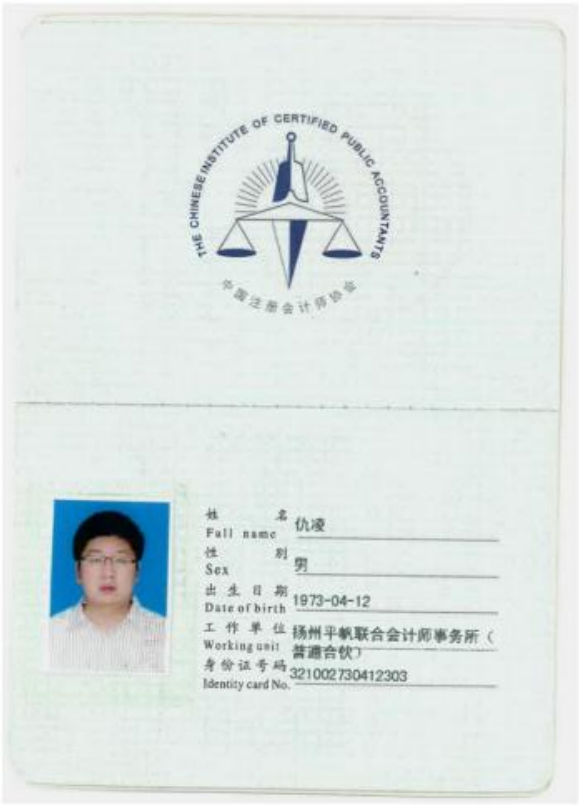 THE CHINESE INSTITUTE OF CERTIFIED PUBLIC ACCOUNTANTS
中国注册会计师协会
姓 名 仇凌
Full name
性 别 男
Sex
出生日期 1973-04-12
Date of birth
工作单位 扬州平帆联合会计师事务所（
Working unit 普通合伙）
身份证号码 321002730412303
Identity card No.